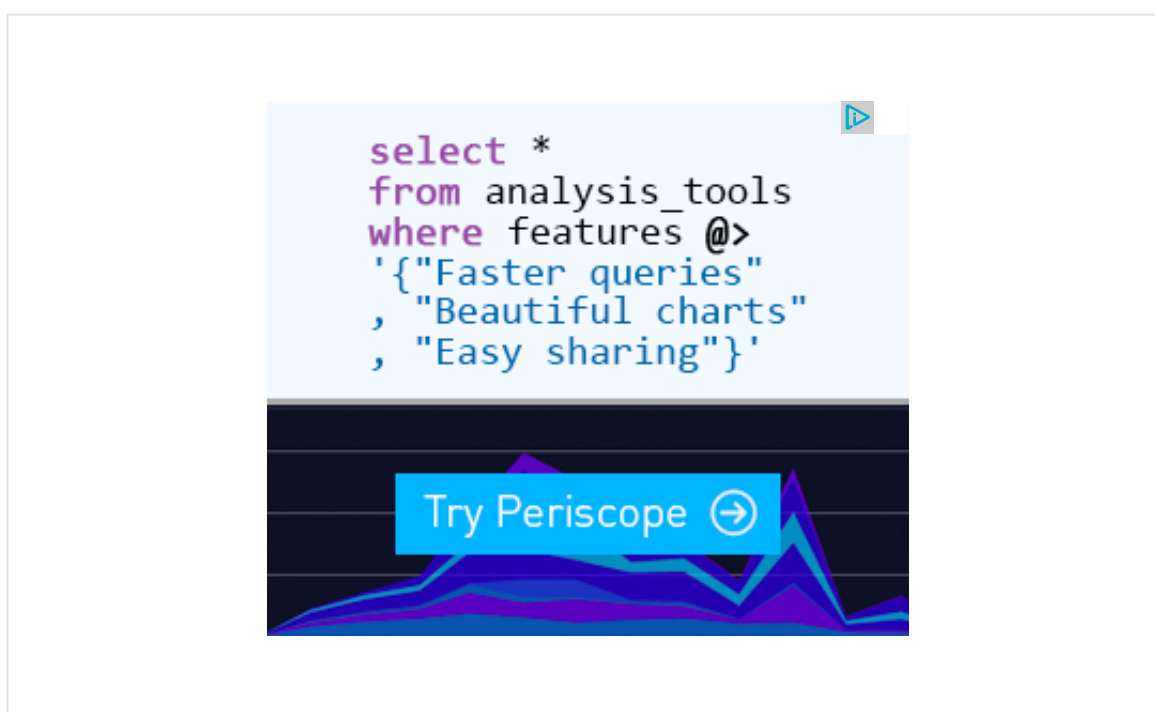 select *
from analysis_tools
where features @>
'{"Faster queries"
, "Beautiful charts"
, "Easy sharing"}'
Try Periscope